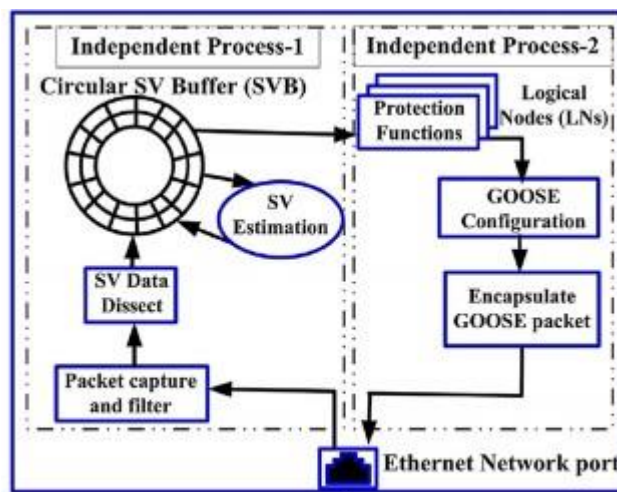 Independent Process-1
Circular SV Buffer (SVB)
SV
Estimation
SV Data
Dissect
Packet capture
and filter
Independent Process-2
Protection
Functions
Logical
Nodes (LNs)
GOOSE
Configuration
Encapsulate
GOOSE packet
Ethernet Network port